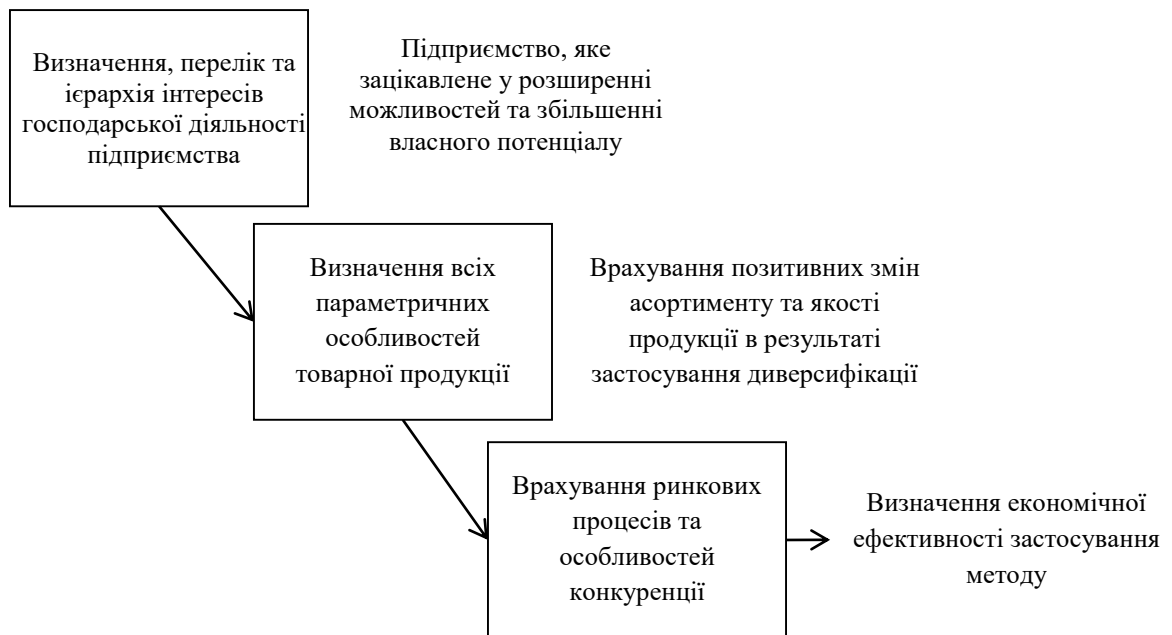 Визначення, перелік та
ієрархія інтересів
господарської діяльності
підприємства
Підприємство, яке
зацікавлене у розширенні
можливостей та збільшенні
власного потенціалу
Визначення всіх
параметричних
особливостей
товарної продукції
Врахування позитивних змін
асортименту та якості
продукції в результаті
застосування диверсифікації
Врахування ринкових
процесів та
особливостей
конкуренції
Визначення економічної
ефективності застосування
методу